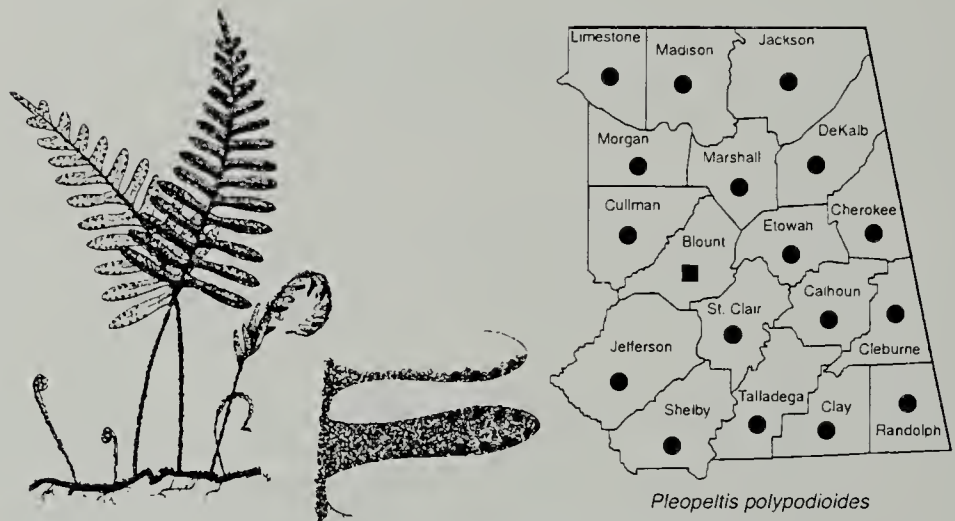 Limestone
Madison
Jackson
Morgan
Marshall
DeKalb
Cullman
Blount
Etowah
Cherokee
St. Clair
Calhoun
Jefferson
Cleburne
Shelby
Talladega
Clay
Randolph
Pleopeltis polypodioides